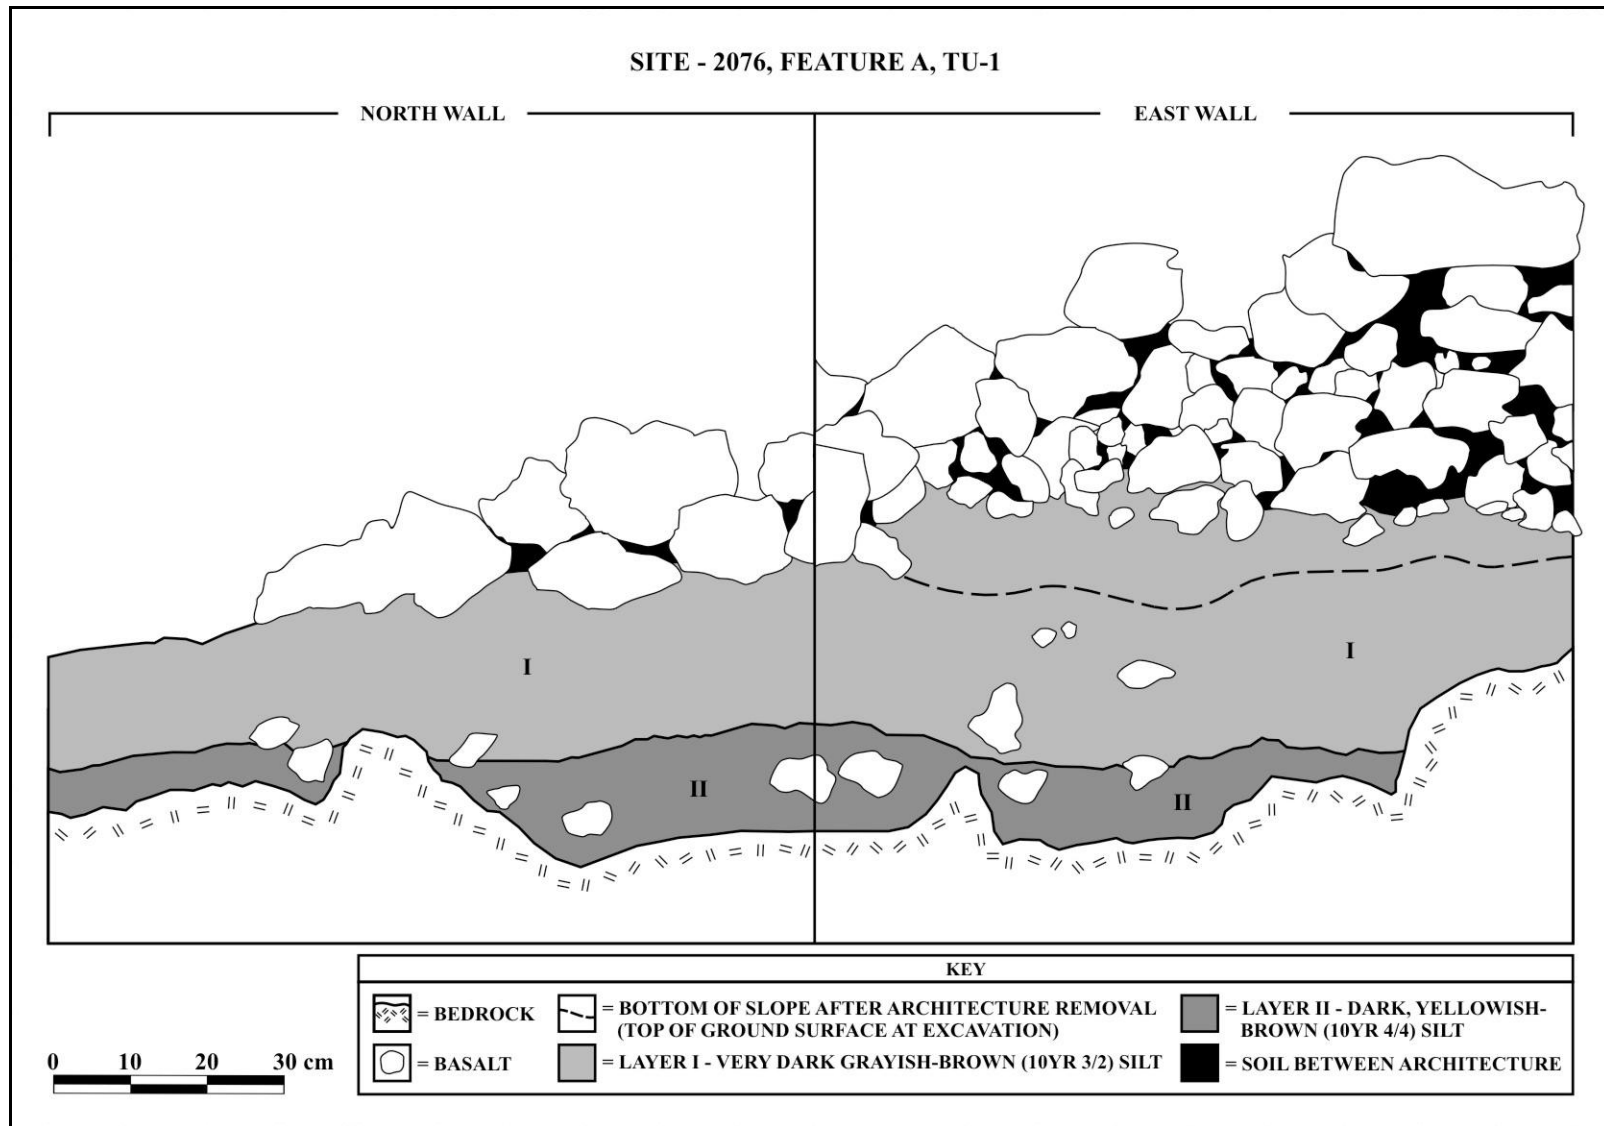 SITE - 2076, FEATURE A, TU-1
NORTH WALL
EAST WALL
I
I
II
II
KEY
= BEDROCK
= BOTTOM OF SLOPE AFTER ARCHITECTURE REMOVAL
(TOP OF GROUND SURFACE AT EXCAVATION)
= LAYER II - DARK, YELLOWISH-
BROWN (10YR 4/4) SILT
= BASALT
= LAYER I - VERY DARK GRAYISH-BROWN (10YR 3/2) SILT
= SOIL BETWEEN ARCHITECTURE
0 10 20 30 cm